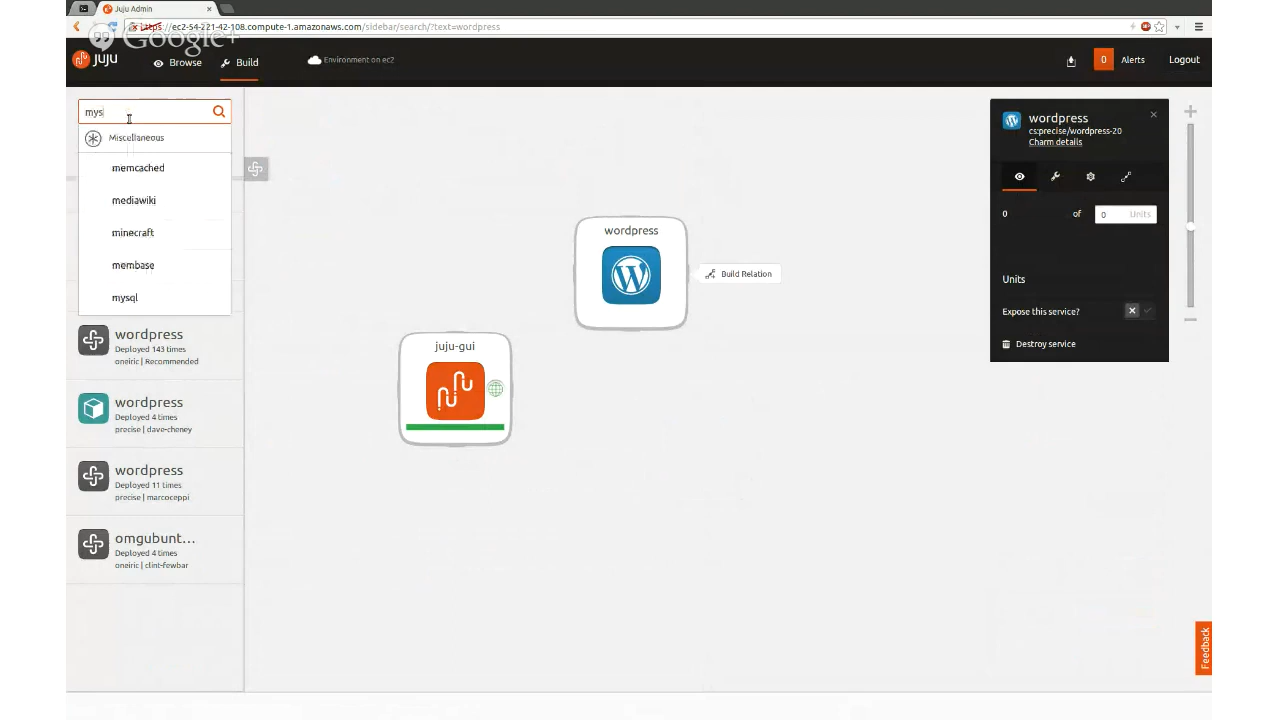 Juju Admin
https://ec2-54-221-42-108.compute-1.amazonaws.com/sidebar/search/?text=wordpress
Google+
juju
Browse
Build
Environment on ec2
0
Alerts
Logout
mys
Miscellaneous
memcached
mediawiki
minecraft
membase
mysql
wordpress
Deployed 143 times
oneiric | Recommended
wordpress
Deployed 4 times
precise | dave-cheney
wordpress
Deployed 11 times
precise | marcoceppi
omgubunt...
Deployed 4 times
oneiric | clint-fewbar
wordpress
Build Relation
juju-gui
wordpress
cs:precise/wordpress-20
Charm details
0
of
0
Units
Units
Expose this service?
Destroy service
Feedback